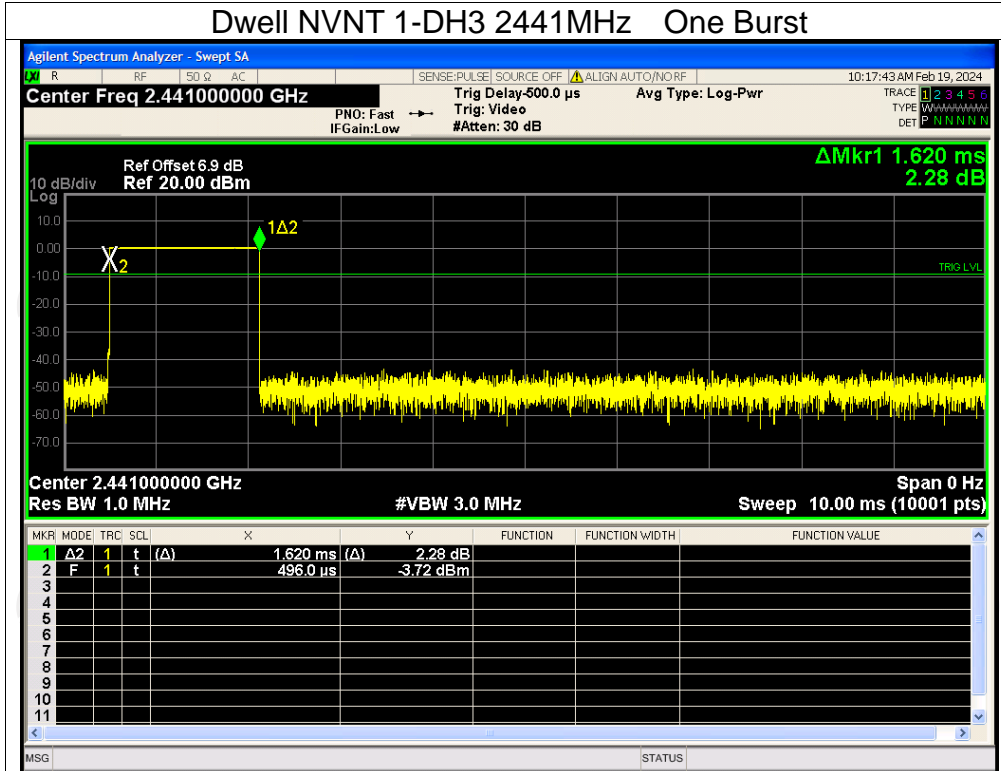 Dwell NVNT 1-DH3 2441MHz One Burst
Agilent Spectrum Analyzer - Swept SA
LXI R RF 50 Ω AC SENSE:PULSE SOURCE OFF ALIGN AUTO/NO RF 10:17:43 AM Feb 19, 2024
Center Freq 2.441000000 GHz
PNO: Fast
IFGain:Low
Trig Delay-500.0 µs
Trig: Video
#Atten: 30 dB
Avg Type: Log-Pwr
TRACE 1 2 3 4 5 6
TYPE WWWWWW
DET P N N N N N
ΔMkr1 1.620 ms
2.28 dB
Ref Offset 6.9 dB
10 dB/div Ref 20.00 dBm
Log
10.0
1Δ2
0.00
2
TRIG LVL
-10.0
-20.0
-30.0
-40.0
-50.0
-60.0
-70.0
Center 2.441000000 GHz Span 0 Hz
Res BW 1.0 MHz #VBW 3.0 MHz Sweep 10.00 ms (10001 pts)
MKR MODE TRC SCL X Y FUNCTION FUNCTION WIDTH FUNCTION VALUE
1 Δ2 1 t (Δ) 1.620 ms (Δ) 2.28 dB
2 F 1 t 496.0 µs -3.72 dBm
3
4
5
6
7
8
9
10
11
MSG STATUS